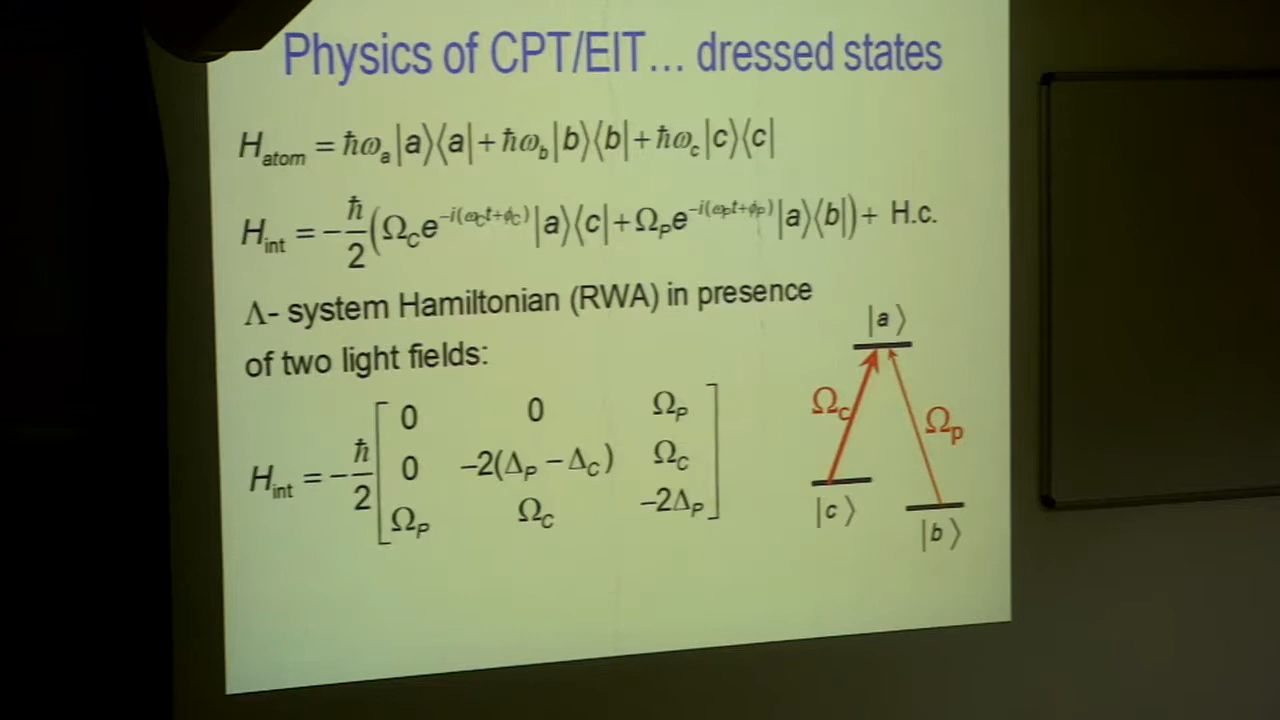 Physics of CPT/EIT... dressed states
H_atom = ħω_a|a⟩⟨a| + ħω_b|b⟩⟨b| + ħω_c|c⟩⟨c|
H_int = −ħ/2 (Ω_C e^{−i(ω_C t+ϕ_C)} |a⟩⟨c| + Ω_P e^{−i(ω_P t+ϕ_P)} |a⟩⟨b|) + H.c.
Λ- system Hamiltonian (RWA) in presence
of two light fields:
H_int = −ħ/2 [0 0 Ω_P
0 −2(Δ_P − Δ_C) Ω_C
Ω_P Ω_C −2Δ_P]
|a⟩
Ω_c
Ω_p
|c⟩
|b⟩